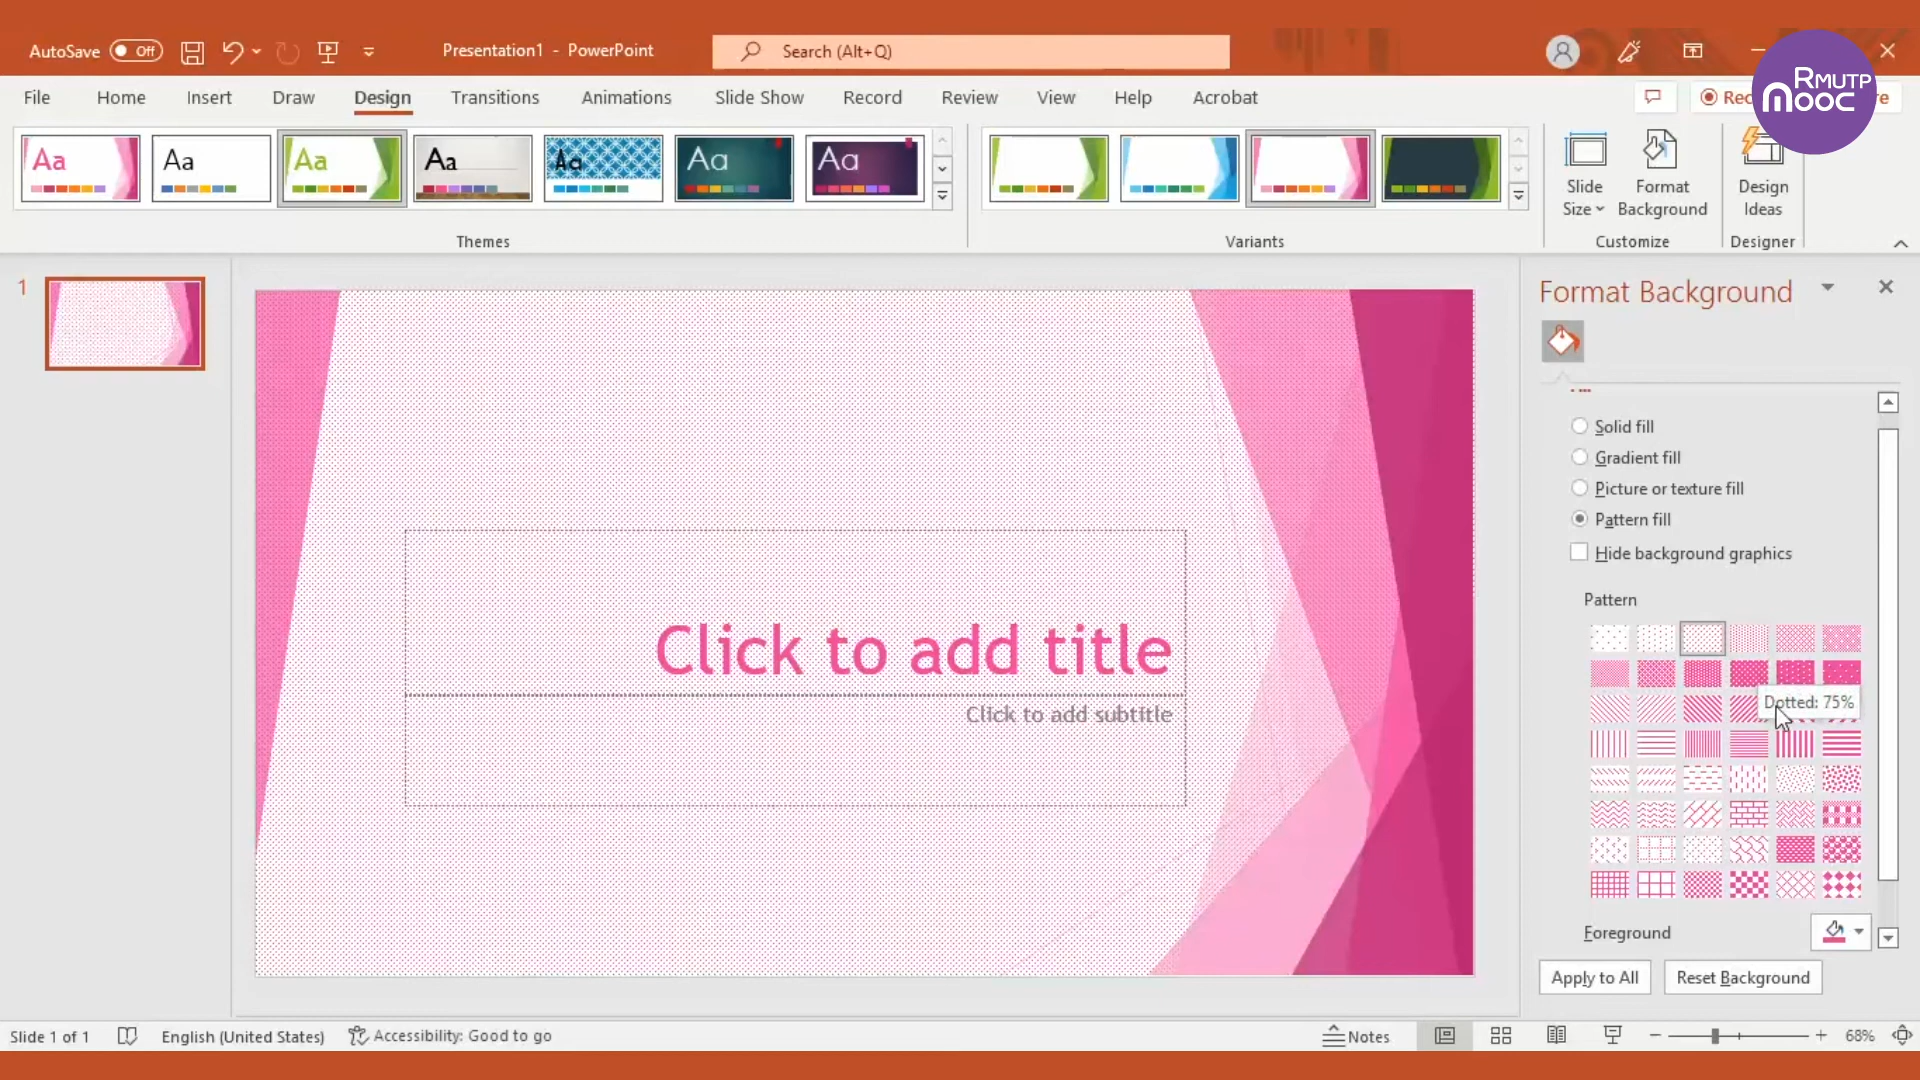 AutoSave Off Presentation1 - PowerPoint Search (Alt+Q)
RMUTP
mooc
File Home Insert Draw Design Transitions Animations Slide Show Record Review View Help Acrobat
Aa Aa Aa Aa Aa Aa Aa
Slide Size
Format Background
Design Ideas
Themes Variants Customize Designer
1
Format Background
Solid fill
Gradient fill
Picture or texture fill
Pattern fill
Hide background graphics
Pattern
Dotted: 75%
Foreground
Apply to All Reset Background
Click to add title
Click to add subtitle
Slide 1 of 1 English (United States) Accessibility: Good to go Notes 68%